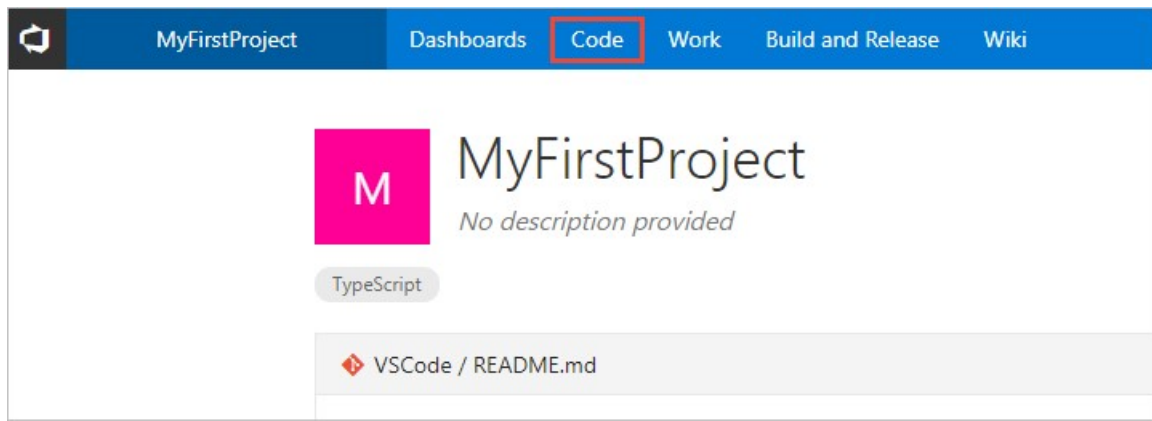 MyFirstProject Dashboards Code Work Build and Release Wiki
M
MyFirstProject
No description provided
TypeScript
VSCode / README.md